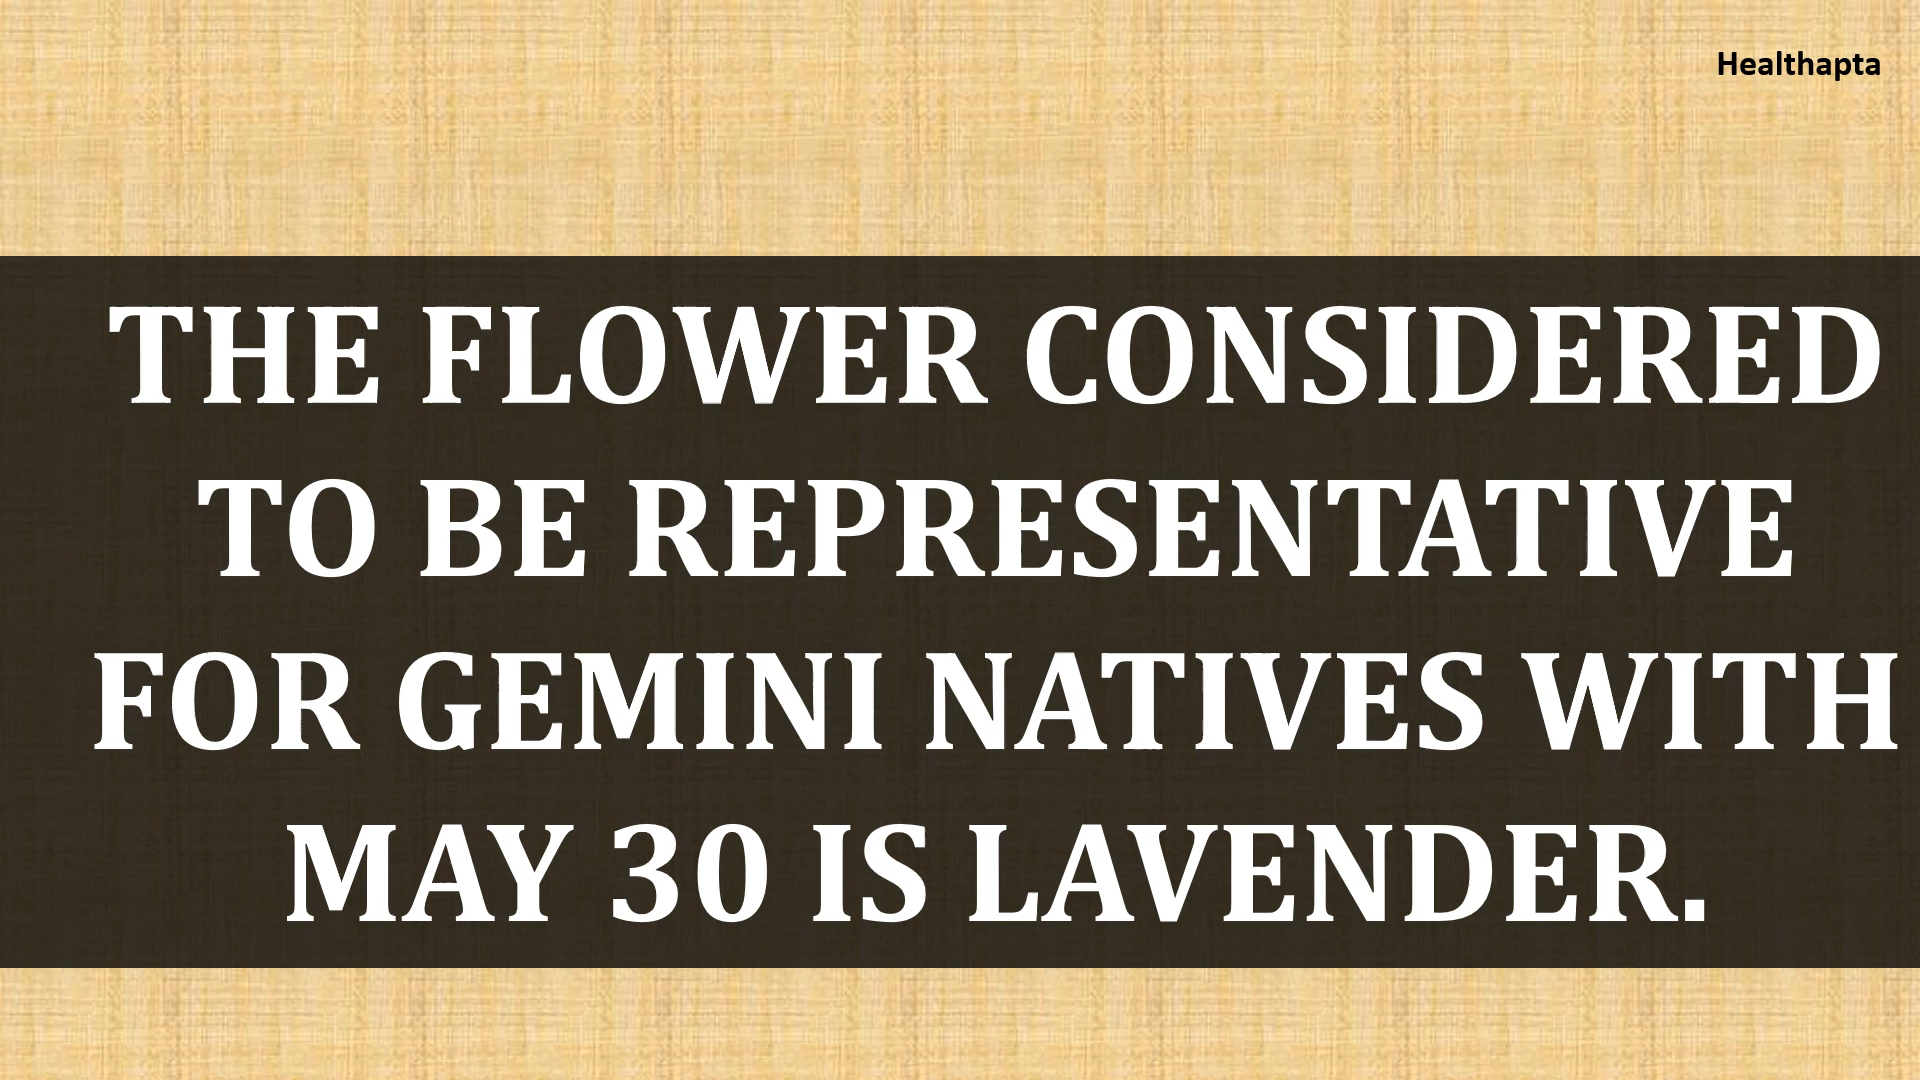 Healthapta
THE FLOWER CONSIDERED
TO BE REPRESENTATIVE
FOR GEMINI NATIVES WITH
MAY 30 IS LAVENDER.